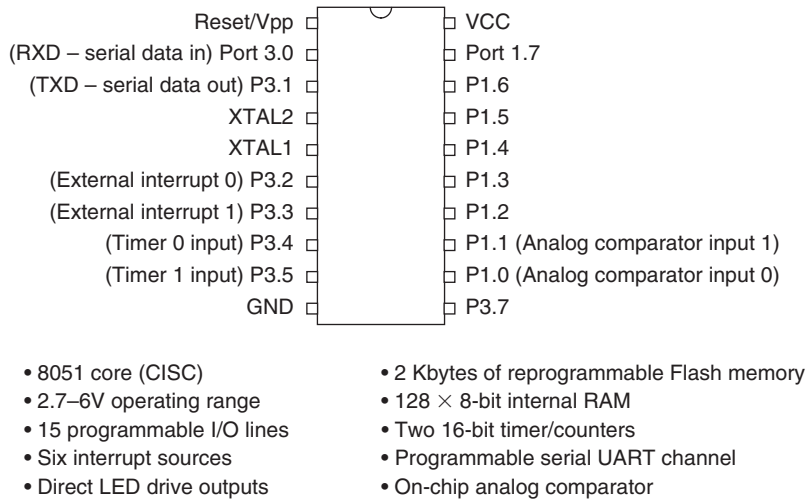 Reset/Vpp VCC
(RXD – serial data in) Port 3.0 Port 1.7
(TXD – serial data out) P3.1 P1.6
XTAL2 P1.5
XTAL1 P1.4
(External interrupt 0) P3.2 P1.3
(External interrupt 1) P3.3 P1.2
(Timer 0 input) P3.4 P1.1 (Analog comparator input 1)
(Timer 1 input) P3.5 P1.0 (Analog comparator input 0)
GND P3.7
• 8051 core (CISC)
• 2.7–6V operating range
• 15 programmable I/O lines
• Six interrupt sources
• Direct LED drive outputs
• 2 Kbytes of reprogrammable Flash memory
• 128 × 8-bit internal RAM
• Two 16-bit timer/counters
• Programmable serial UART channel
• On-chip analog comparator